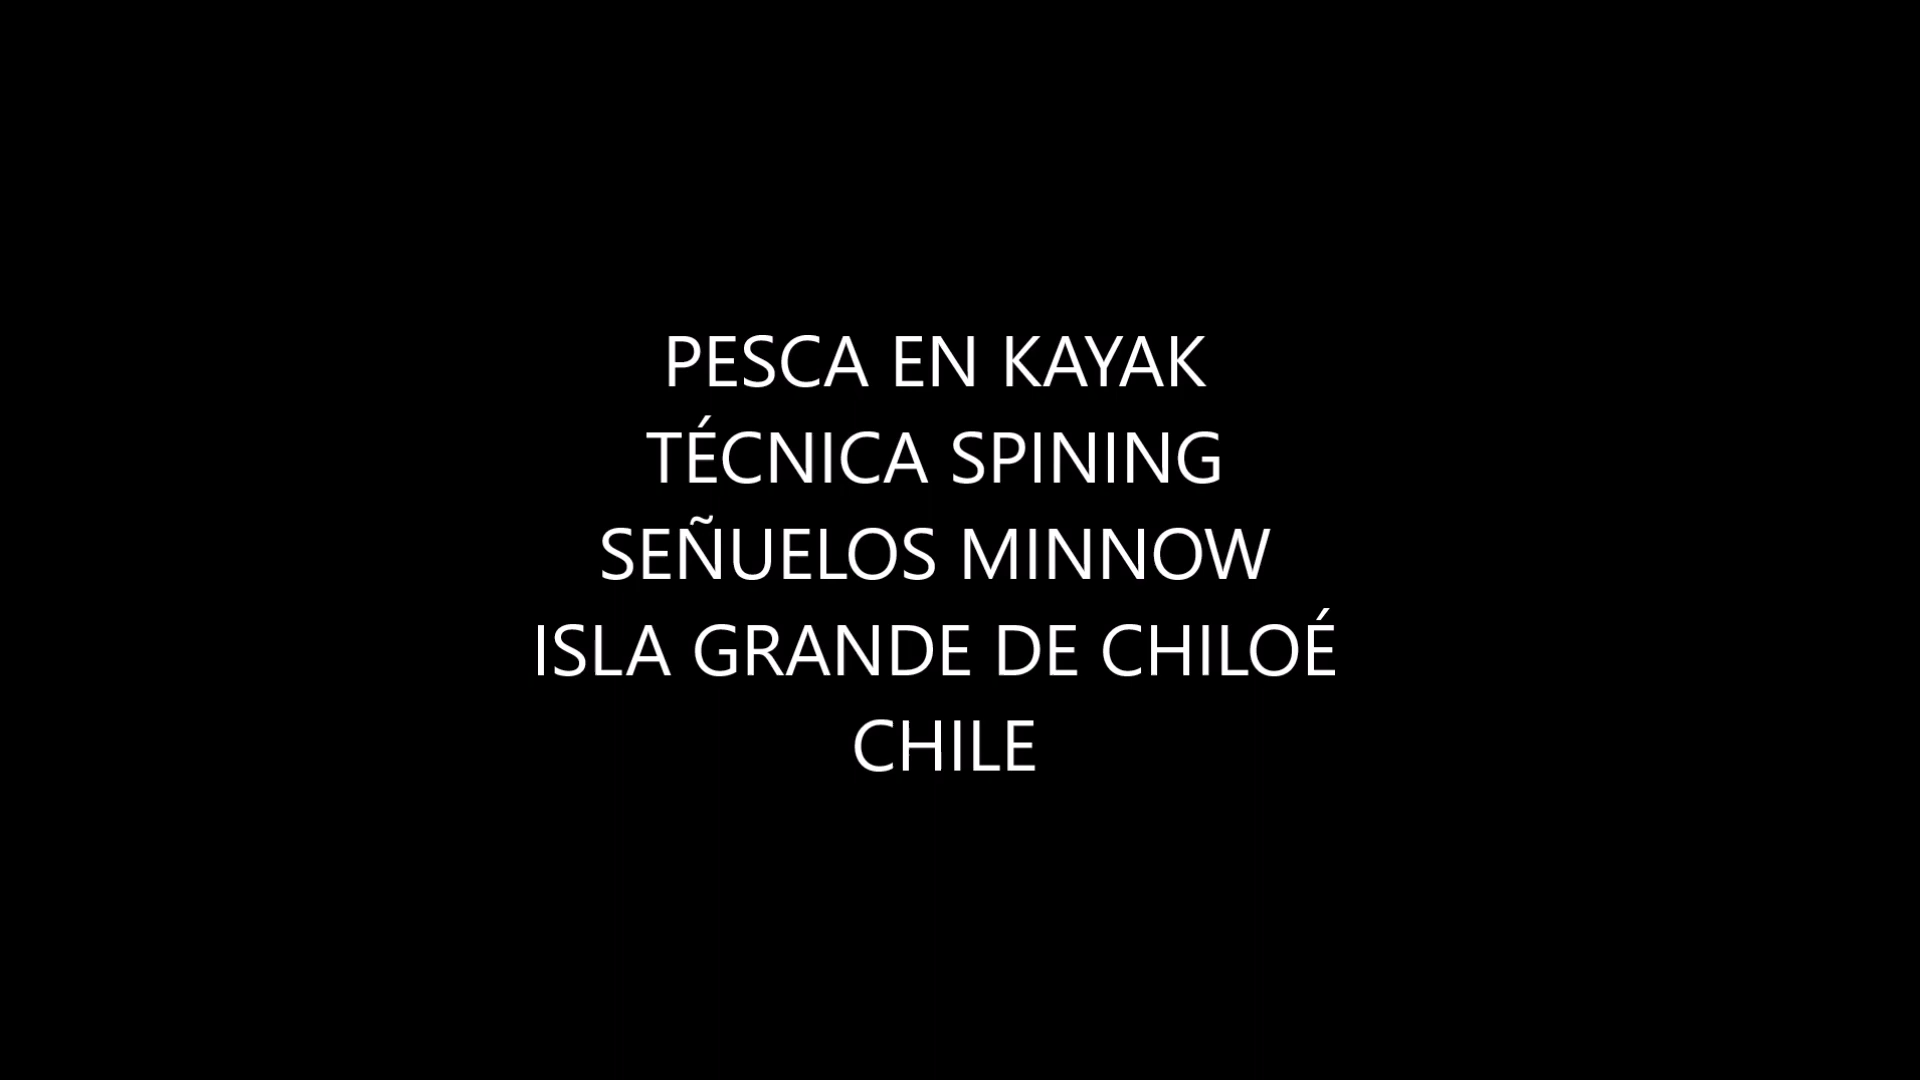 PESCA EN KAYAK
TÉCNICA SPINING
SEÑUELOS MINNOW
ISLA GRANDE DE CHILOÉ
CHILE